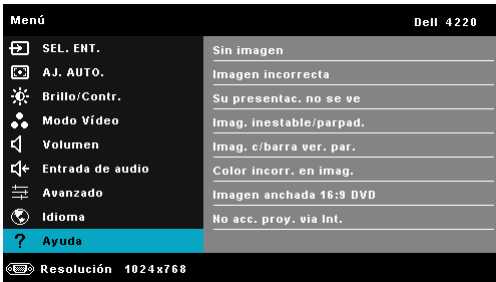 Menú
Dell 4220
SEL. ENT.
AJ. AUTO.
Brillo/Contr.
Modo Vídeo
Volumen
Entrada de audio
Avanzado
Idioma
? Ayuda
Sin imagen
Imagen incorrecta
Su presentac. no se ve
Imag. inestable/parpad.
Imag. c/barra ver. par.
Color incorr. en imag.
Imagen anchada 16:9 DVD
No acc. proy. via Int.
Resolución 1024x768